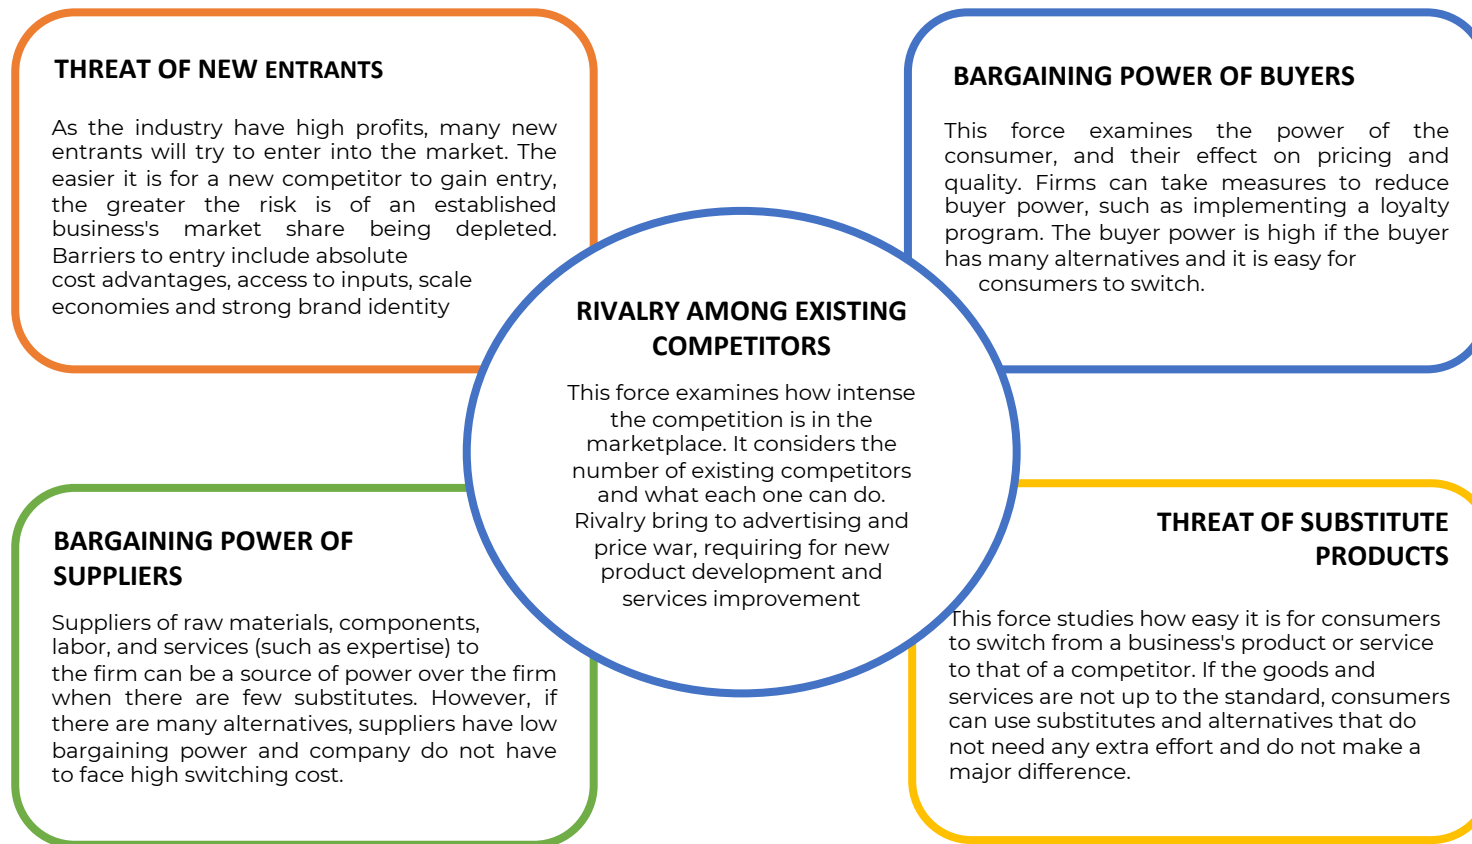 THREAT OF NEW ENTRANTS
As the industry have high profits, many new
entrants will try to enter into the market. The
easier it is for a new competitor to gain entry,
the greater the risk is of an established
business's market share being depleted.
Barriers to entry include absolute
cost advantages, access to inputs, scale
economies and strong brand identity
BARGAINING POWER OF BUYERS
This force examines the power of the
consumer, and their effect on pricing and
quality. Firms can take measures to reduce
buyer power, such as implementing a loyalty
program. The buyer power is high if the buyer
has many alternatives and it is easy for
consumers to switch.
RIVALRY AMONG EXISTING
COMPETITORS
This force examines how intense
the competition is in the
marketplace. It considers the
number of existing competitors
and what each one can do.
Rivalry bring to advertising and
price war, requiring for new
product development and
services improvement
BARGAINING POWER OF
SUPPLIERS
Suppliers of raw materials, components,
labor, and services (such as expertise) to
the firm can be a source of power over the firm
when there are few substitutes. However, if
there are many alternatives, suppliers have low
bargaining power and company do not have
to face high switching cost.
THREAT OF SUBSTITUTE
PRODUCTS
This force studies how easy it is for consumers
to switch from a business's product or service
to that of a competitor. If the goods and
services are not up to the standard, consumers
can use substitutes and alternatives that do
not need any extra effort and do not make a
major difference.